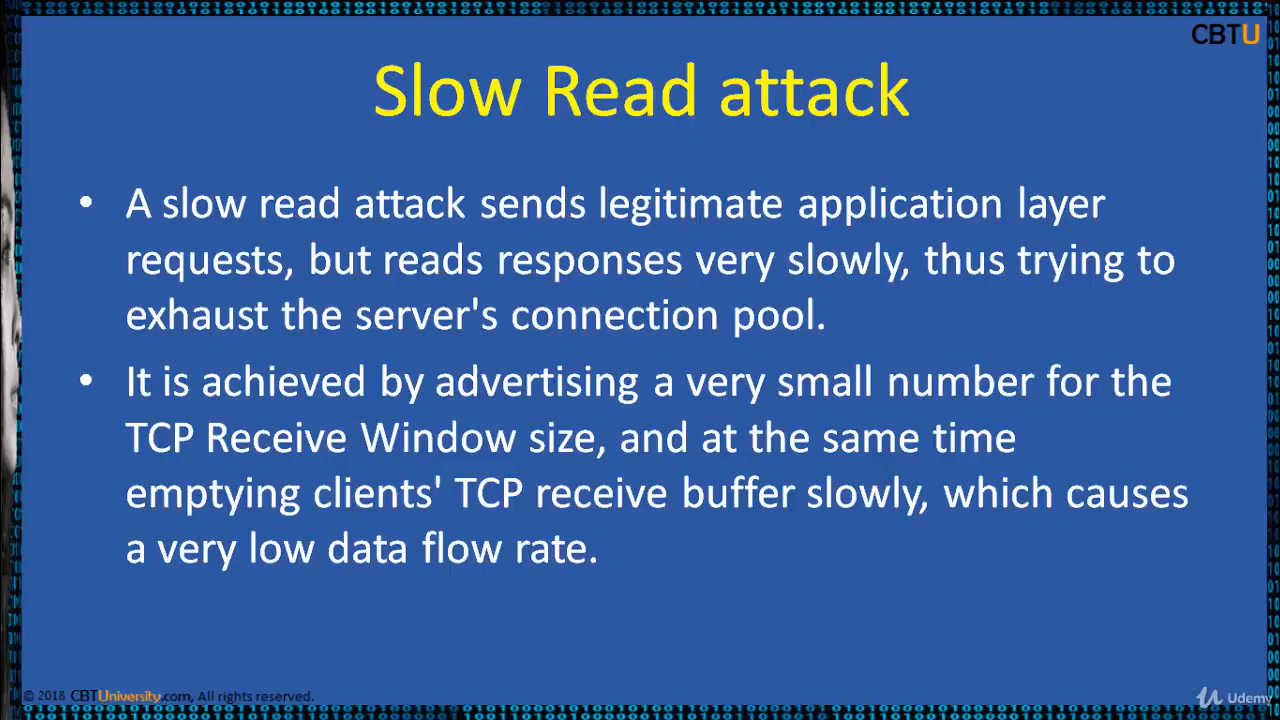 CBTU
Slow Read attack
• A slow read attack sends legitimate application layer
requests, but reads responses very slowly, thus trying to
exhaust the server's connection pool.
• It is achieved by advertising a very small number for the
TCP Receive Window size, and at the same time
emptying clients' TCP receive buffer slowly, which causes
a very low data flow rate.
© 2018 CBTUniversity.com, All rights reserved.
Udemy